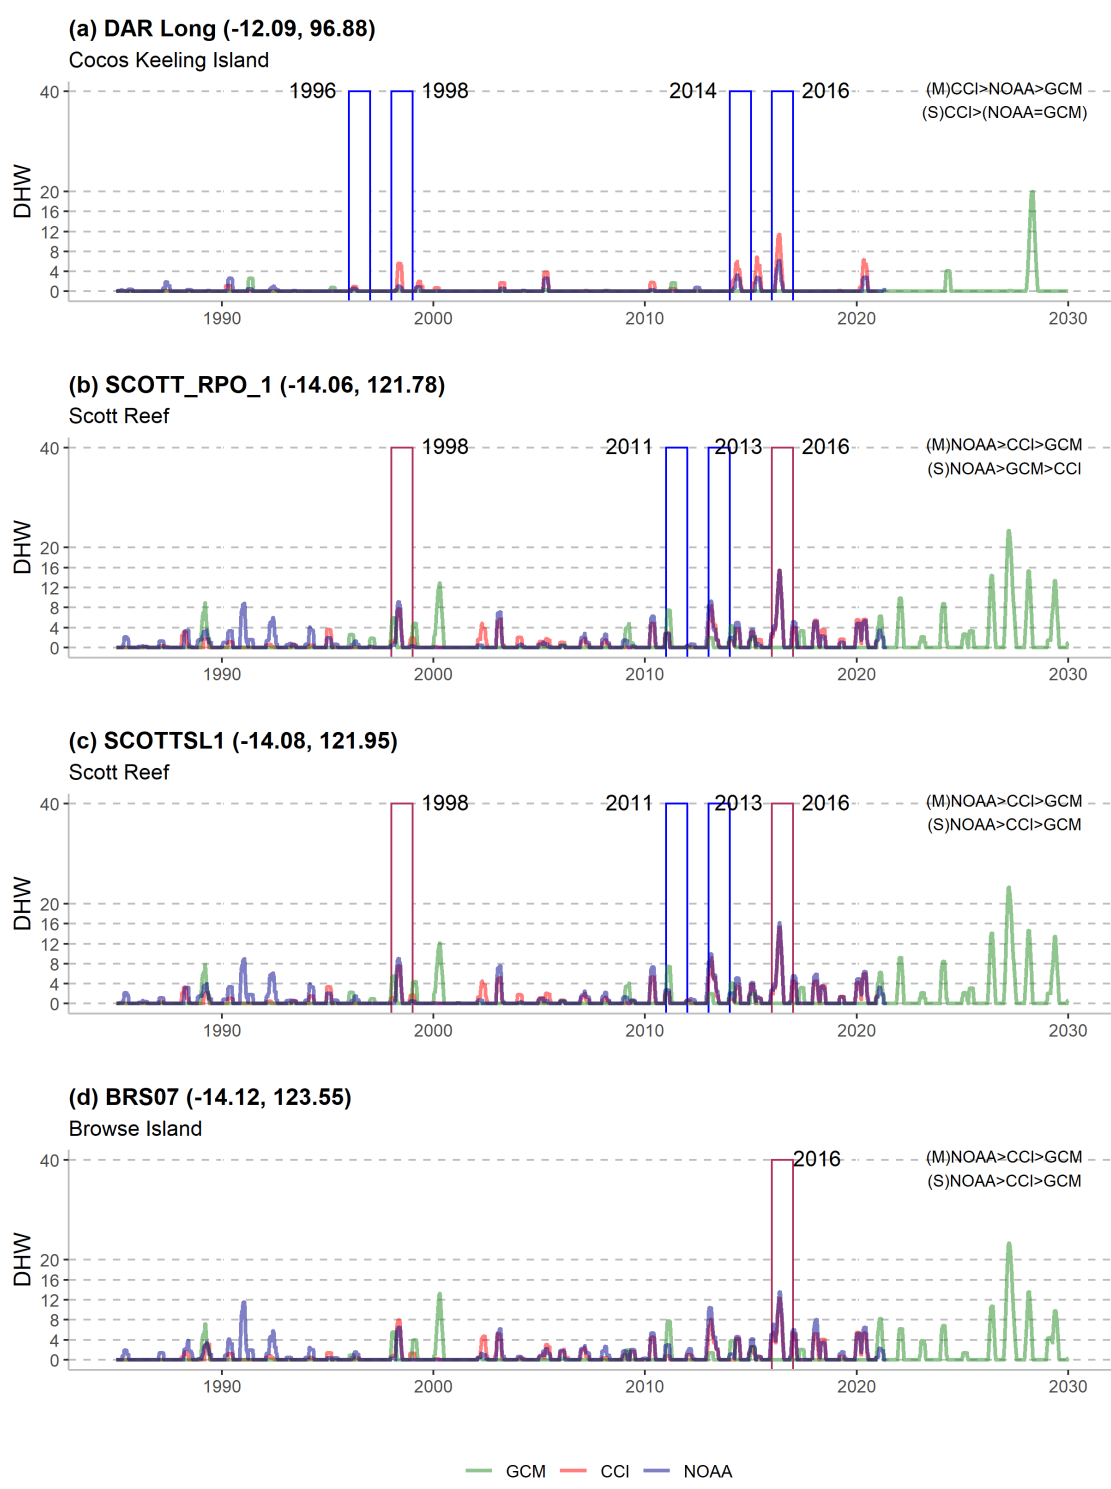 (a) DAR Long (-12.09, 96.88)
Cocos Keeling Island
DHW
40
20
16
12
8
4
0
1996
1998
2014
2016
(M)CCI>NOAA>GCM
(S)CCI>(NOAA=GCM)
1990
2000
2010
2020
2030
(b) SCOTT_RPO_1 (-14.06, 121.78)
Scott Reef
DHW
40
20
16
12
8
4
0
1998
2011
2013
2016
(M)NOAA>CCI>GCM
(S)NOAA>GCM>CCI
1990
2000
2010
2020
2030
(c) SCOTTSL1 (-14.08, 121.95)
Scott Reef
DHW
40
20
16
12
8
4
0
1998
2011
2013
2016
(M)NOAA>CCI>GCM
(S)NOAA>CCI>GCM
1990
2000
2010
2020
2030
(d) BRS07 (-14.12, 123.55)
Browse Island
DHW
40
20
16
12
8
4
0
2016
(M)NOAA>CCI>GCM
(S)NOAA>CCI>GCM
1990
2000
2010
2020
2030
GCM
CCI
NOAA